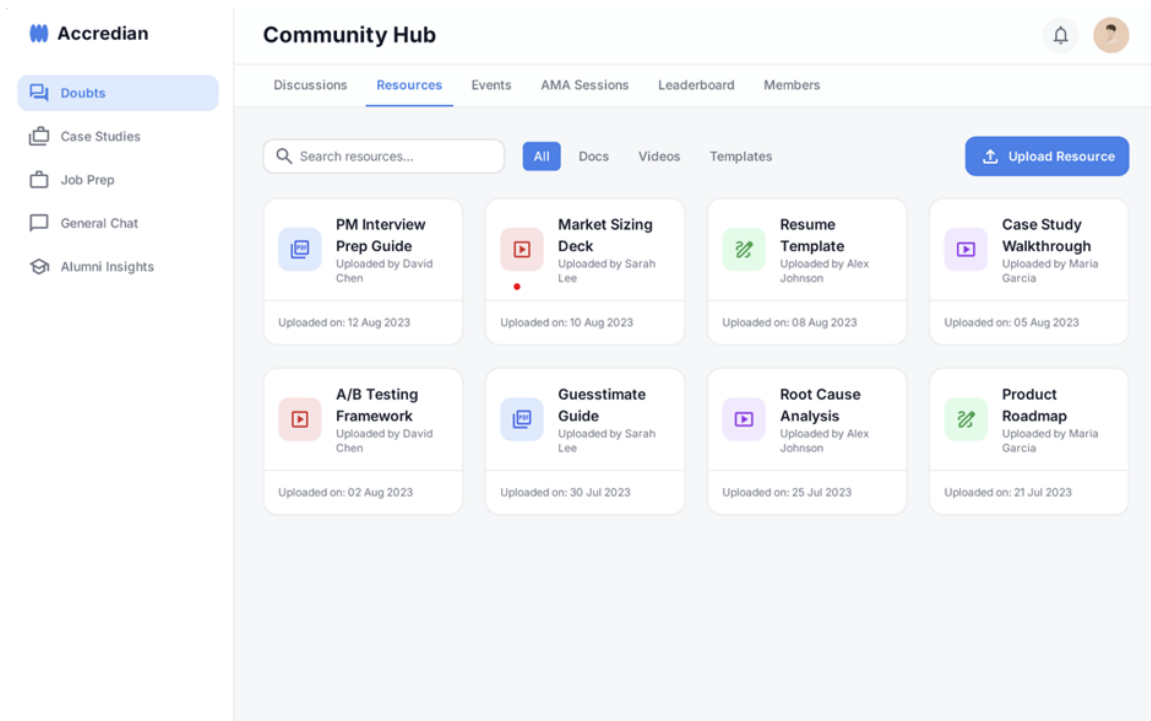 Accredian
Doubts
Case Studies
Job Prep
General Chat
Alumni Insights
Community Hub
Discussions
Resources
Events
AMA Sessions
Leaderboard
Members
Search resources...
All
Docs
Videos
Templates
Upload Resource
PDF
PM Interview
Prep Guide
Uploaded by David
Chen
Uploaded on: 12 Aug 2023
Market Sizing
Deck
Uploaded by Sarah
Lee
Uploaded on: 10 Aug 2023
Resume
Template
Uploaded by Alex
Johnson
Uploaded on: 08 Aug 2023
Case Study
Walkthrough
Uploaded by Maria
Garcia
Uploaded on: 05 Aug 2023
A/B Testing
Framework
Uploaded by David
Chen
Uploaded on: 02 Aug 2023
PDF
Guesstimate
Guide
Uploaded by Sarah
Lee
Uploaded on: 30 Jul 2023
Root Cause
Analysis
Uploaded by Alex
Johnson
Uploaded on: 25 Jul 2023
Product
Roadmap
Uploaded by Maria
Garcia
Uploaded on: 21 Jul 2023